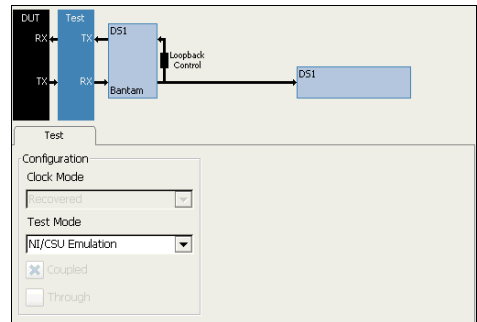 DUT
Test
RX
TX
DS1
Loopback
Control
TX
RX
Bantam
DS1
Test
Configuration
Clock Mode
Recovered
Test Mode
NI/CSU Emulation
Coupled
Through